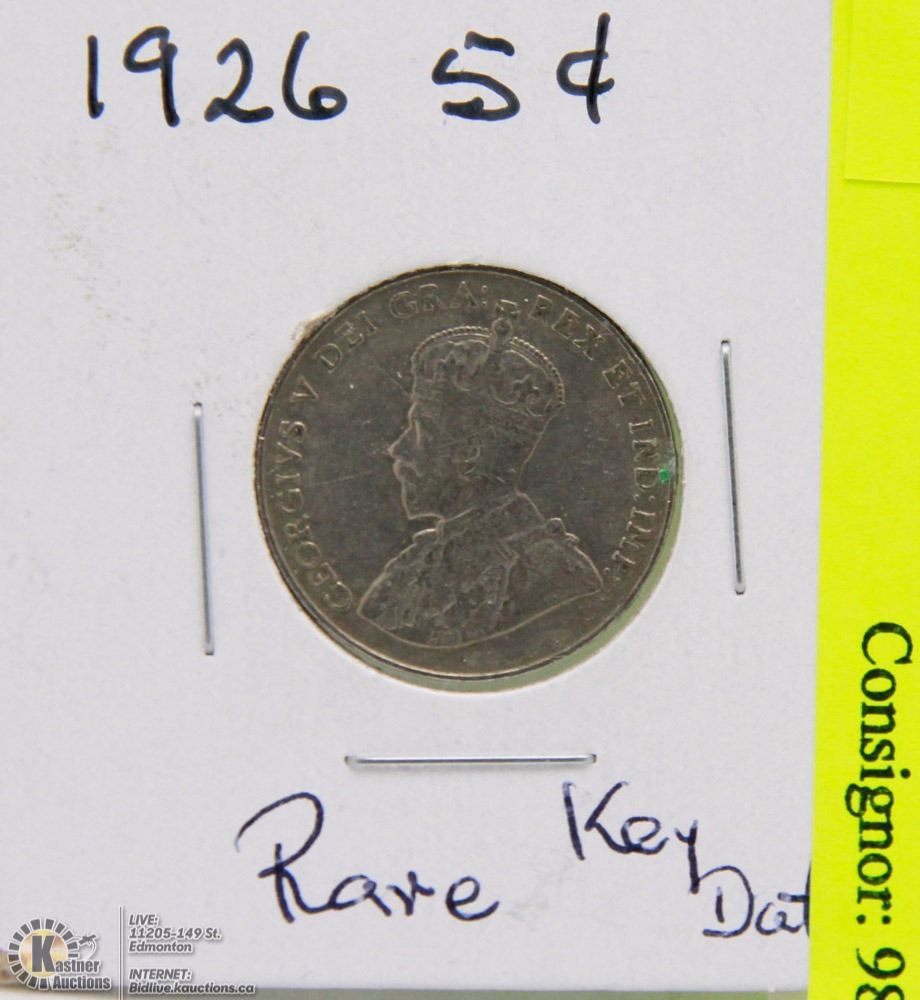 1926 5¢
GEORGIVS V DEI GRA: REX ET IND: IMP:
Rare Key
Consignor: 98
Kastner
Auctions
LIVE:
11205-149 St.
Edmonton
INTERNET:
Bidlive.kauctions.ca